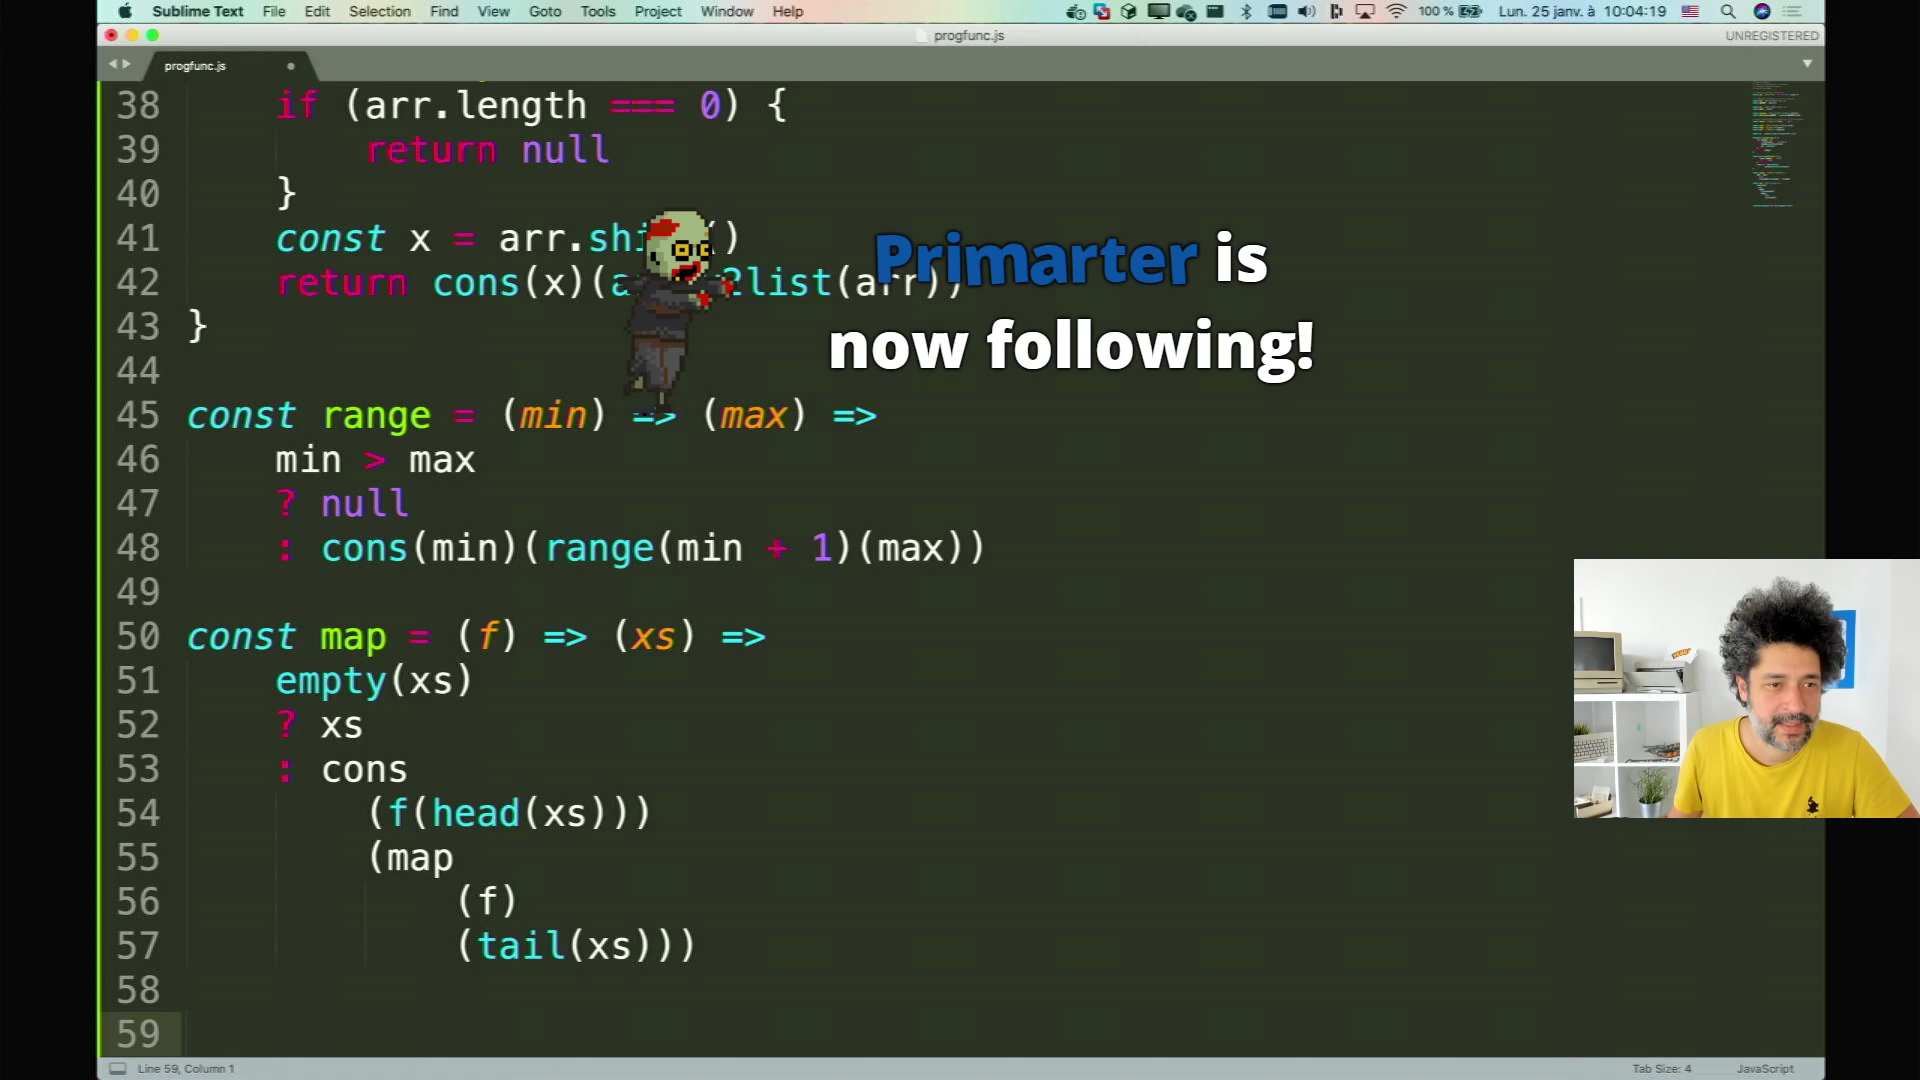 Sublime Text File Edit Selection Find View Goto Tools Project Window Help 100 % Lun. 25 janv. à 10:04:19
progfunc.js UNREGISTERED
progfunc.js
38 if (arr.length === 0) {
39 return null
40 }
41 const x = arr.shi ()
42 return cons(x)(a 2list(arr))
43 }
44
45 const range = (min) => (max) =>
46 min > max
47 ? null
48 : cons(min)(range(min + 1)(max))
49
50 const map = (f) => (xs) =>
51 empty(xs)
52 ? xs
53 : cons
54 (f(head(xs)))
55 (map
56 (f)
57 (tail(xs)))
58
59
Primarter is
now following!
Line 59, Column 1 Tab Size: 4 JavaScript